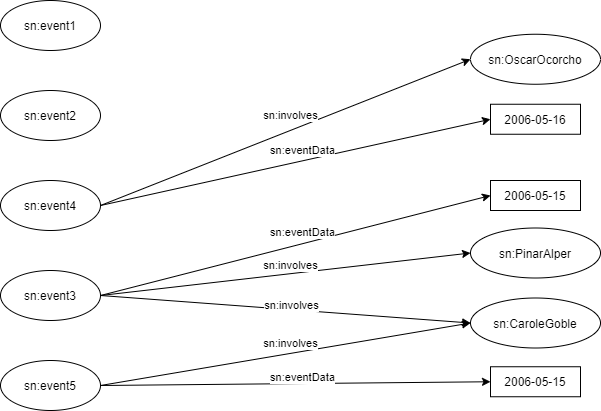 sn:event1
sn:OscarOcorcho
sn:event2
sn:involves
2006-05-16
sn:eventData
sn:event4
2006-05-15
sn:eventData
sn:PinarAlper
sn:involves
sn:event3
sn:involves
sn:CaroleGoble
sn:involves
sn:eventData
2006-05-15
sn:event5